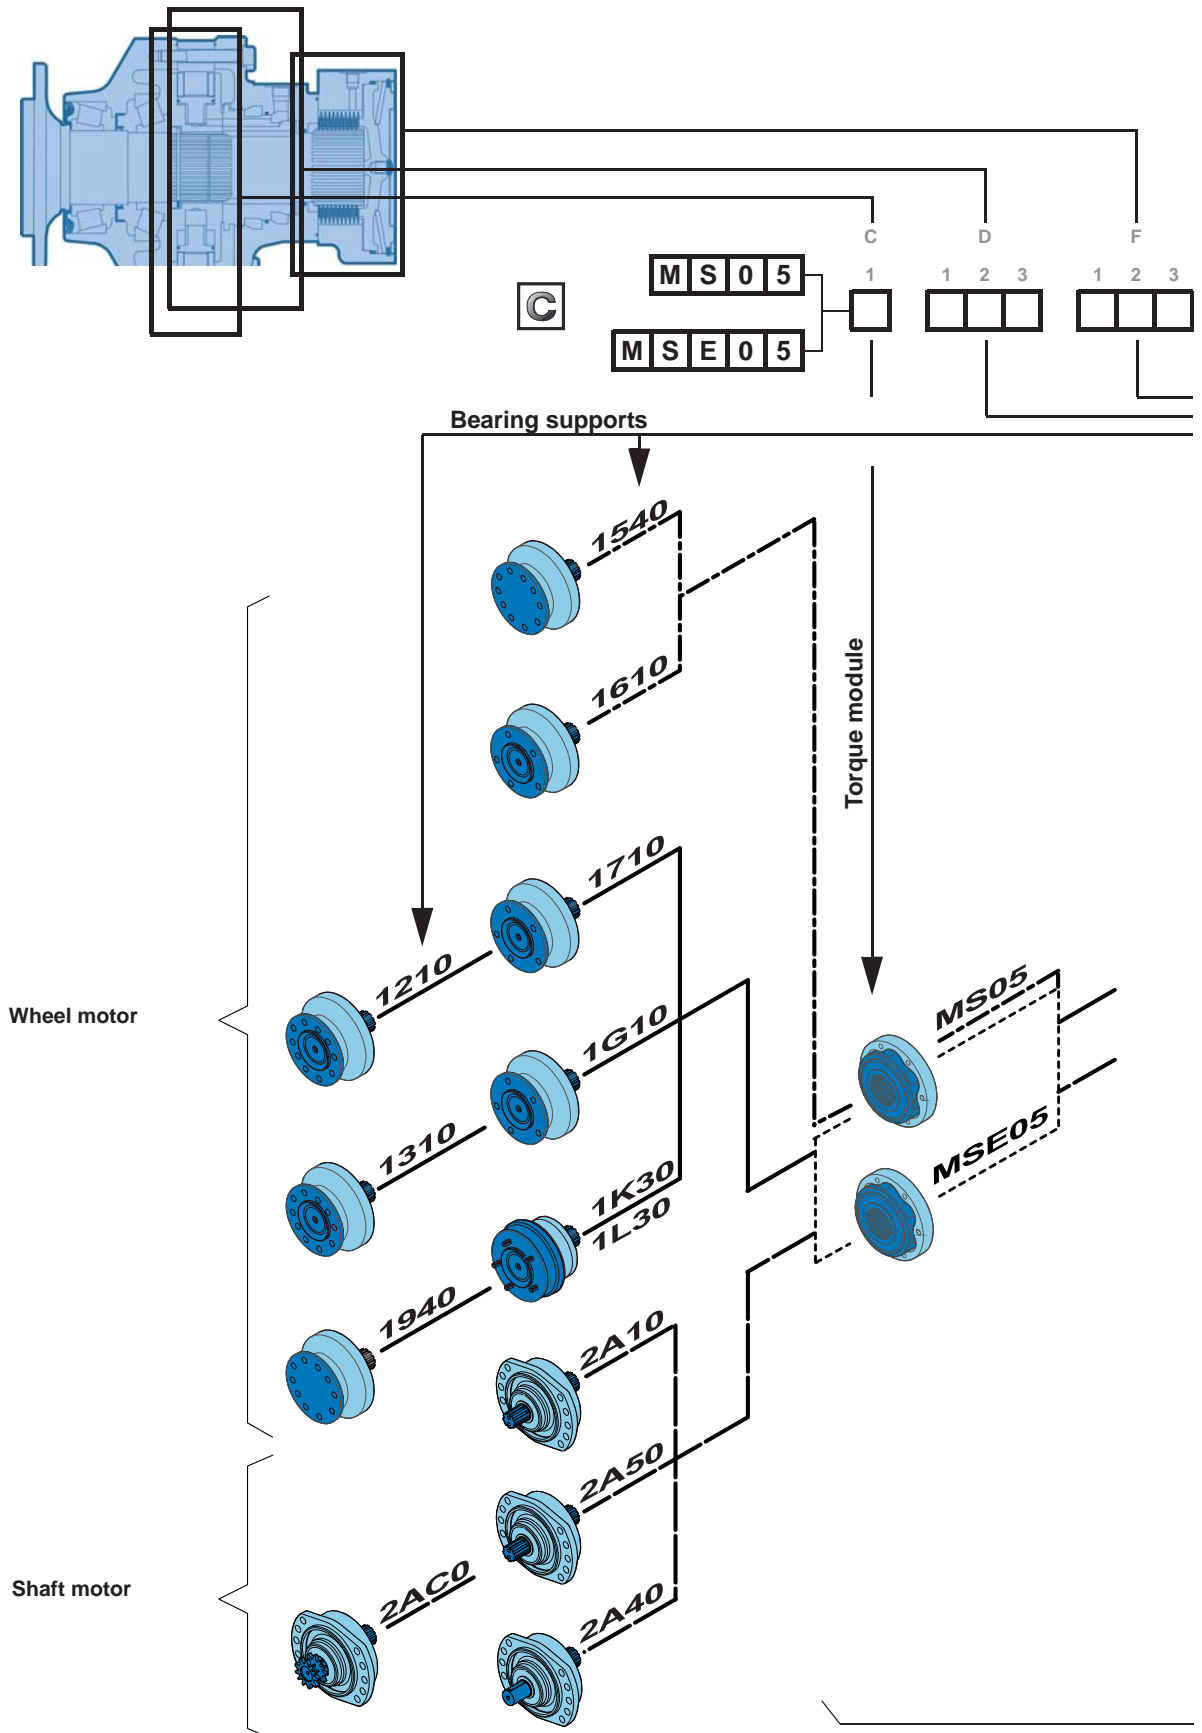 C D F
1 1 2 3 1 2 3
M S 0 5
C
M S E 0 5
Bearing supports
1540
1610
Torque module
1710
1210
MS05
Wheel motor
1G10
1310
MSE05
1K30
1L30
1940
2A10
2A50
Shaft motor
2AC0
2A40